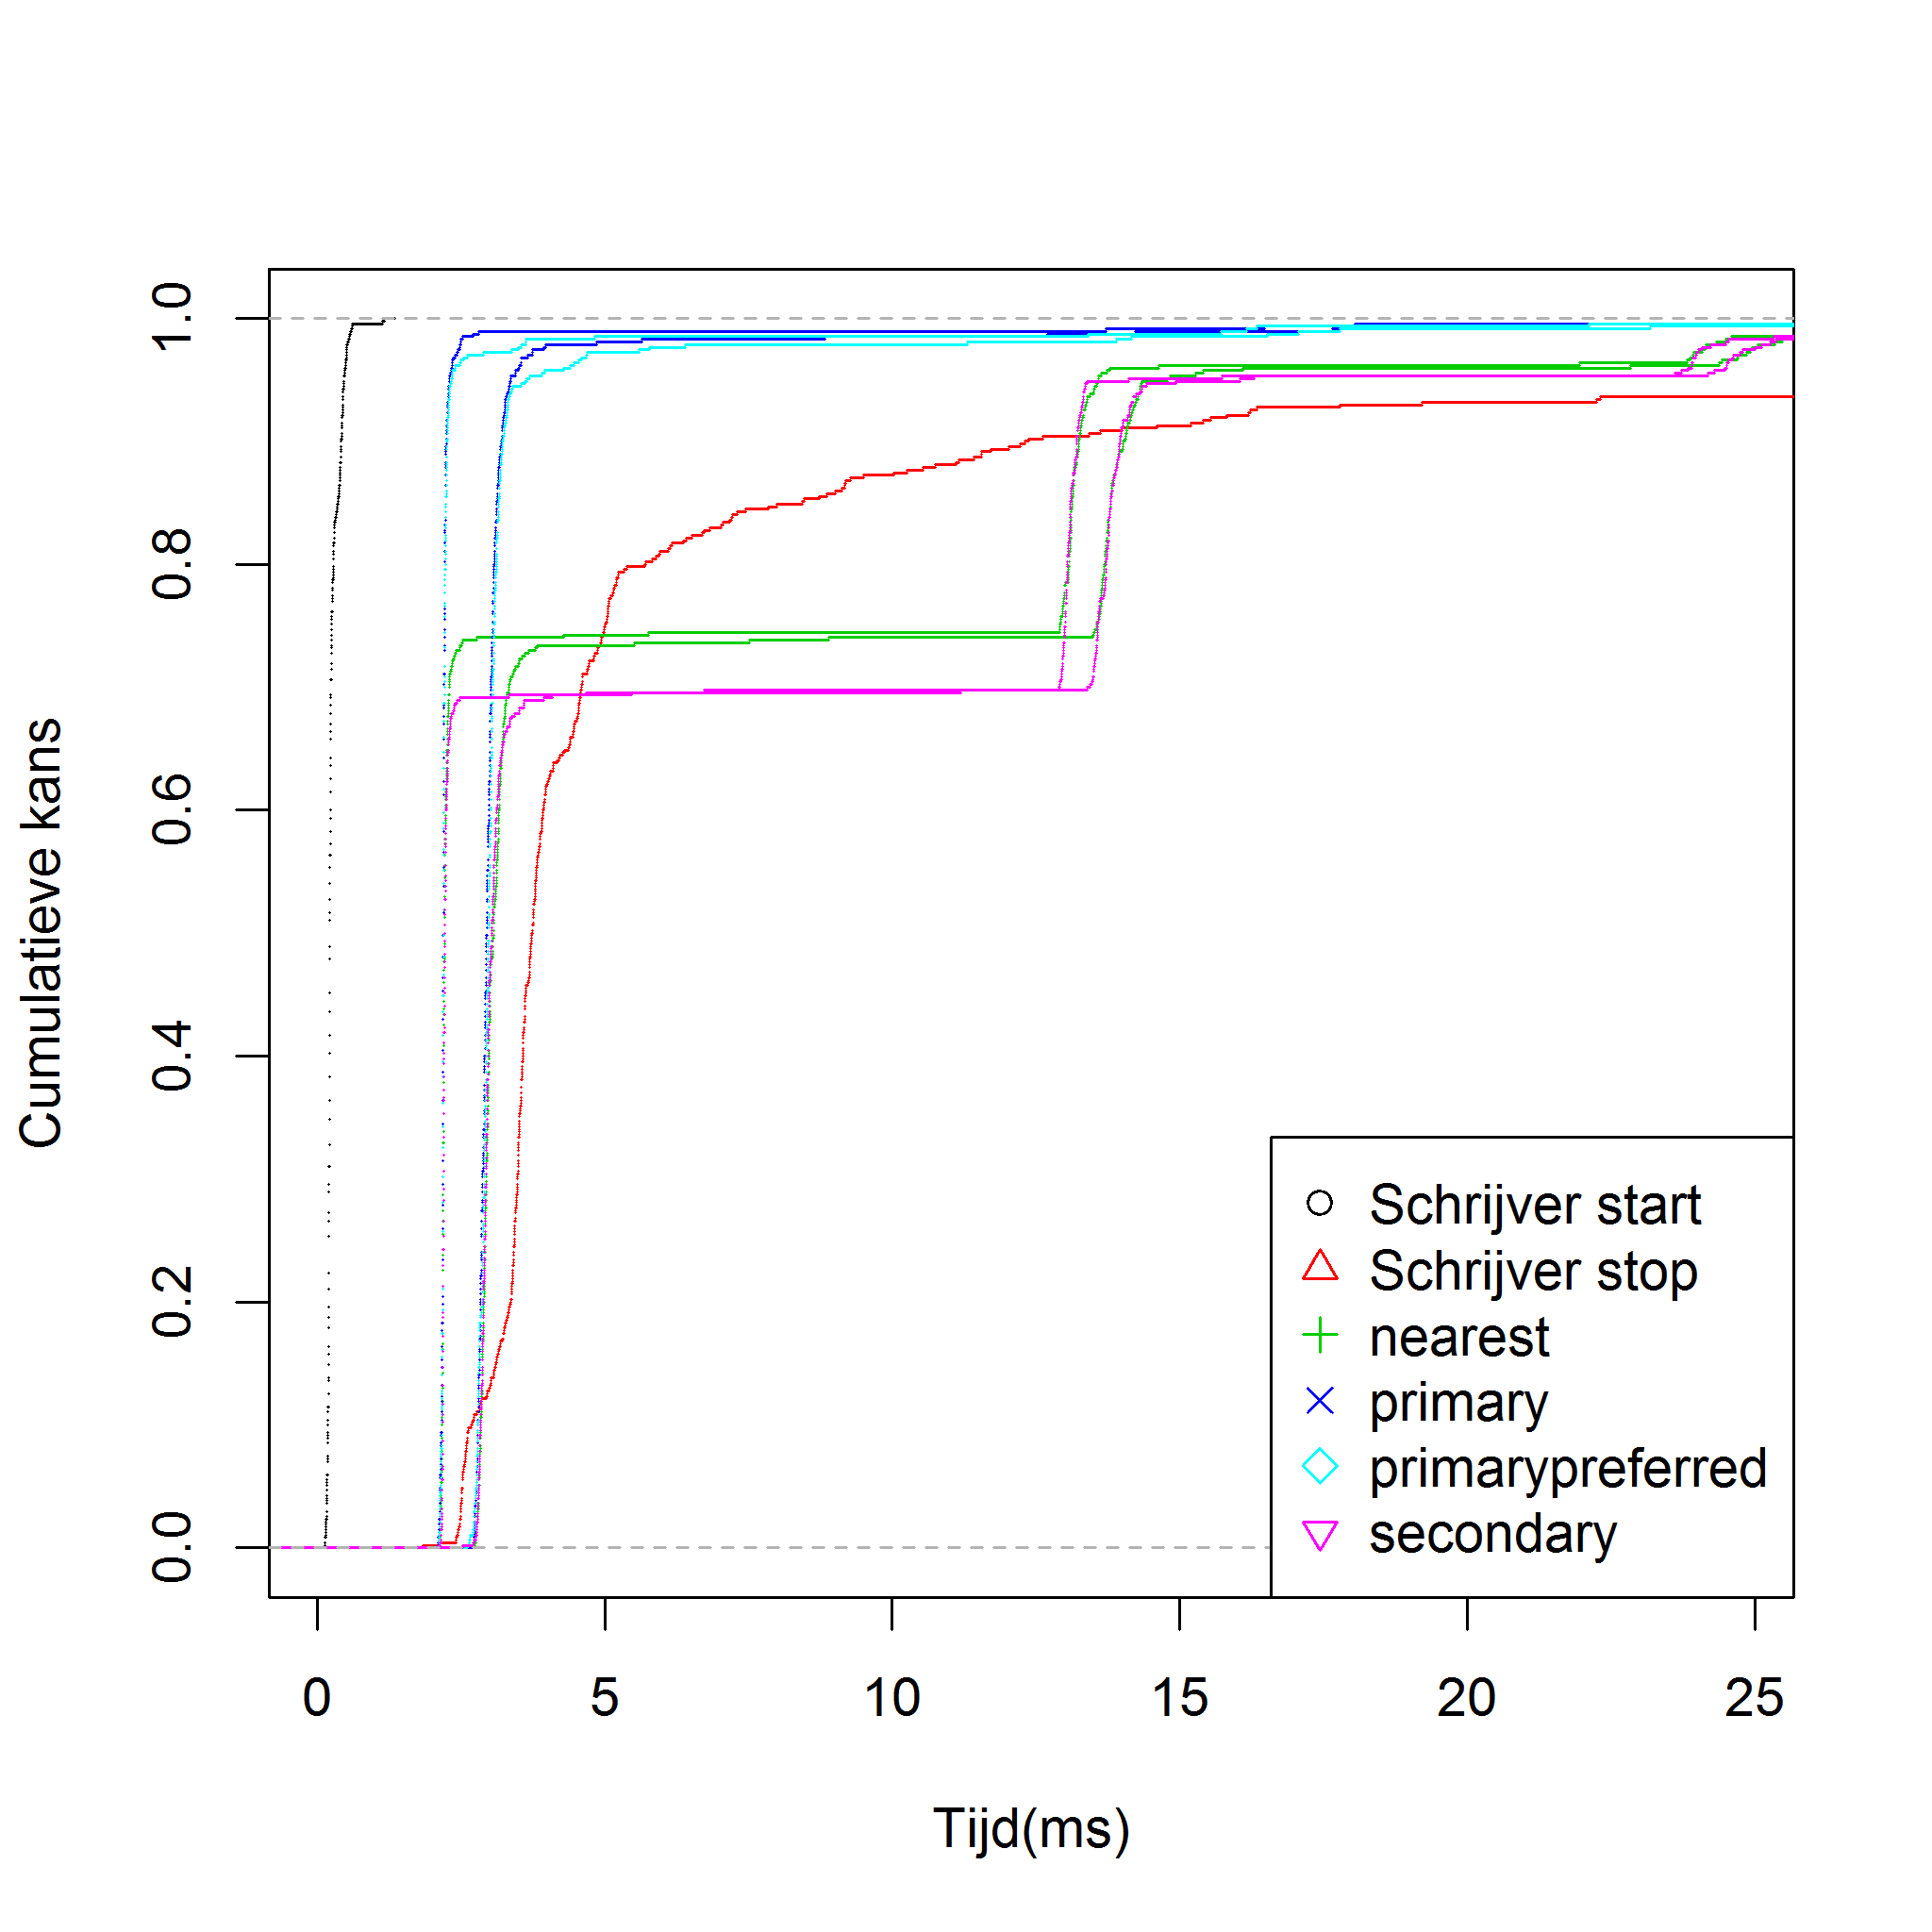 Cumulatieve kans
1.0
0.8
0.6
0.4
0.2
0.0
0 5 10 15 20 25
Tijd(ms)
Schrijver start
Schrijver stop
nearest
primary
primarypreferred
secondary